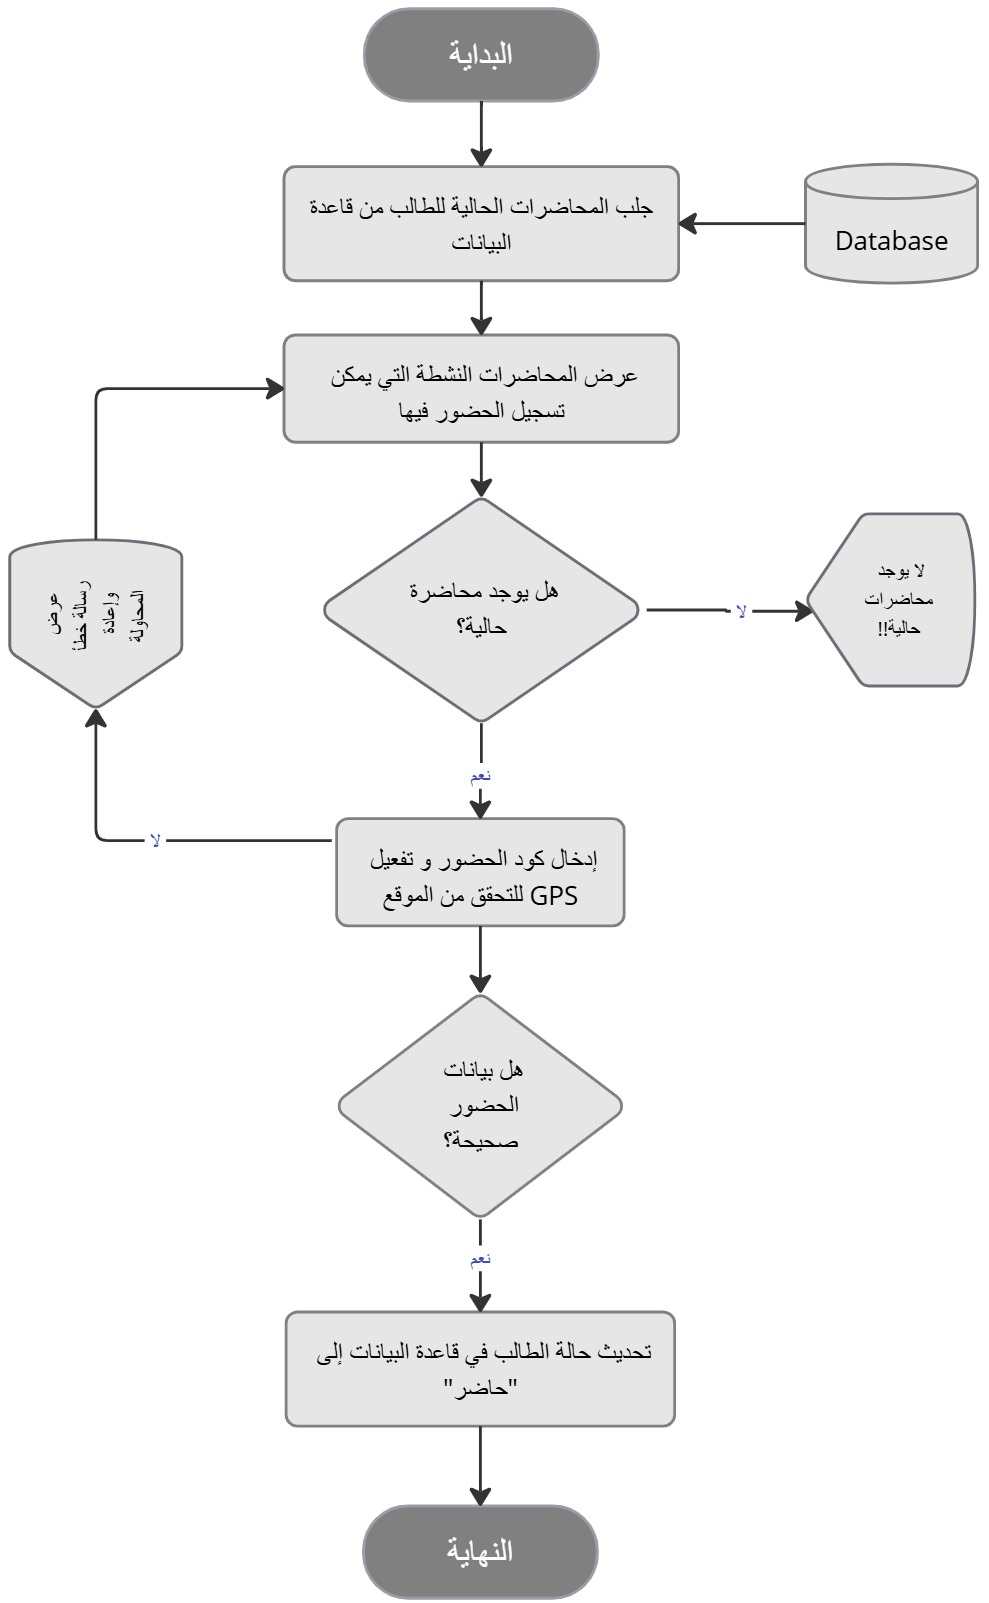 البداية
جلب المحاضرات الحالية للطالب من قاعدة
البيانات
Database
عرض المحاضرات النشطة التي يمكن
تسجيل الحضور فيها
هل يوجد محاضرة
حالية؟
لا
لا يوجد
محاضرات
حالية!!
عرض
رسالة خطأ
وإعادة
المحاولة
نعم
لا
إدخال كود الحضور و تفعيل
GPS للتحقق من الموقع
هل بيانات
الحضور
صحيحة؟
نعم
تحديث حالة الطالب في قاعدة البيانات إلى
"حاضر"
النهاية